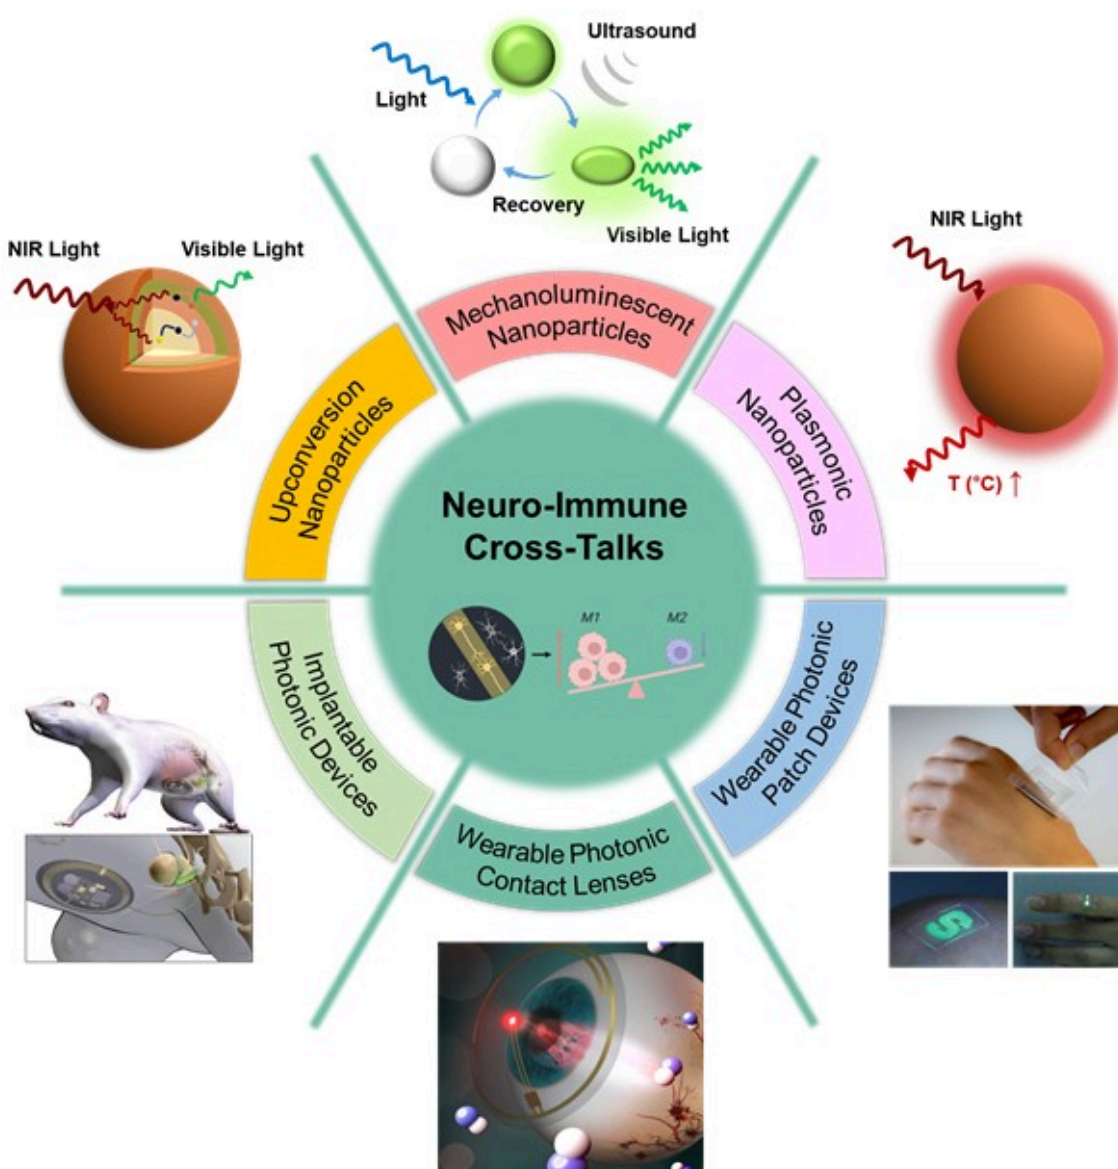 Ultrasound
Light
Recovery
Visible Light
NIR Light
Visible Light
NIR Light
T (°C) ↑
Mechanoluminescent
Nanoparticles
Upconversion
Nanoparticles
Plasmonic
Nanoparticles
Neuro-Immune
Cross-Talks
M1
M2
Implantable
Photonic Devices
Wearable Photonic
Patch Devices
Wearable Photonic
Contact Lenses
S